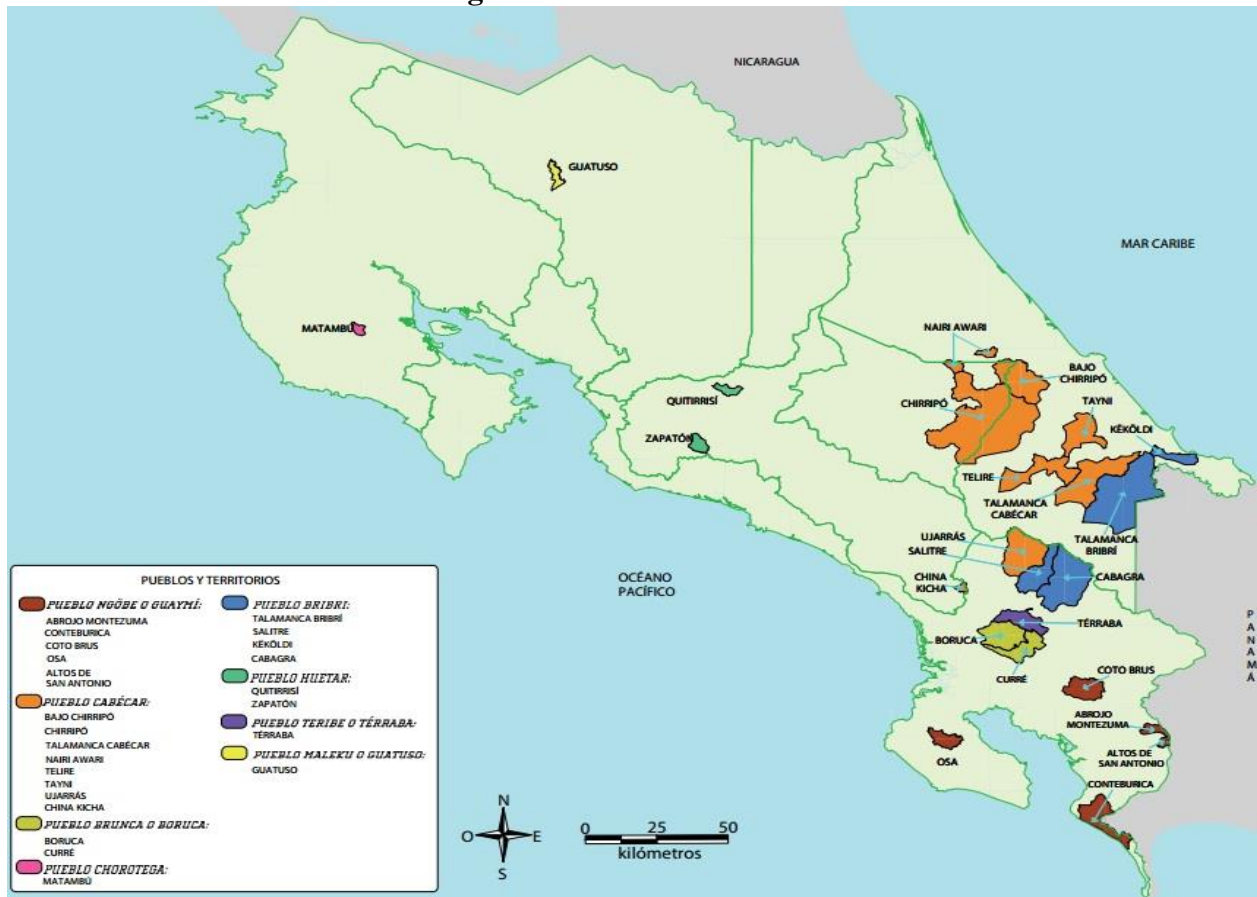 NICARAGUA
GUATUSO
MAR CARIBE
MATAMBÚ
NAIRI AWARI
BAJO
CHIRRIPÓ
QUITIRRISÍ
CHIRRIPÓ
TAYNI
KÉKÖLDI
ZAPATÓN
TELIRE
TALAMANCA
CABÉCAR
UJARRÁS
SALITRE
TALAMANCA
BRIBRÍ
CHINA
KICHA
CABAGRA
OCÉANO
PACÍFICO
TÉRRABA
BORUCA
CURRÉ
COTO BRUS
PANAMÁ
ABROJO
MONTEZUMA
OSA
ALTOS DE
SAN ANTONIO
CONTEBURICA
PUEBLOS Y TERRITORIOS
PUEBLO NGÖBE O GUAYMÍ:
ABROJO MONTEZUMA
CONTEBURICA
COTO BRUS
OSA
ALTOS DE
SAN ANTONIO
PUEBLO CABÉCAR:
BAJO CHIRRIPÓ
CHIRRIPÓ
TALAMANCA CABÉCAR
NAIRI AWARI
TELIRE
TAYNI
UJARRÁS
CHINA KICHA
PUEBLO BRUNCA O BORUCA:
BORUCA
CURRÉ
PUEBLO CHOROTEGA:
MATAMBÚ
PUEBLO BRIBRI:
TALAMANCA BRIBRÍ
SALITRE
KÉKÖLDI
CABAGRA
PUEBLO HUETAR:
QUITIRRISÍ
ZAPATÓN
PUEBLO TERIBE O TÉRRABA:
TÉRRABA
PUEBLO MALEKU O GUATUSO:
GUATUSO
N
O E
S
0 25 50
kilómetros